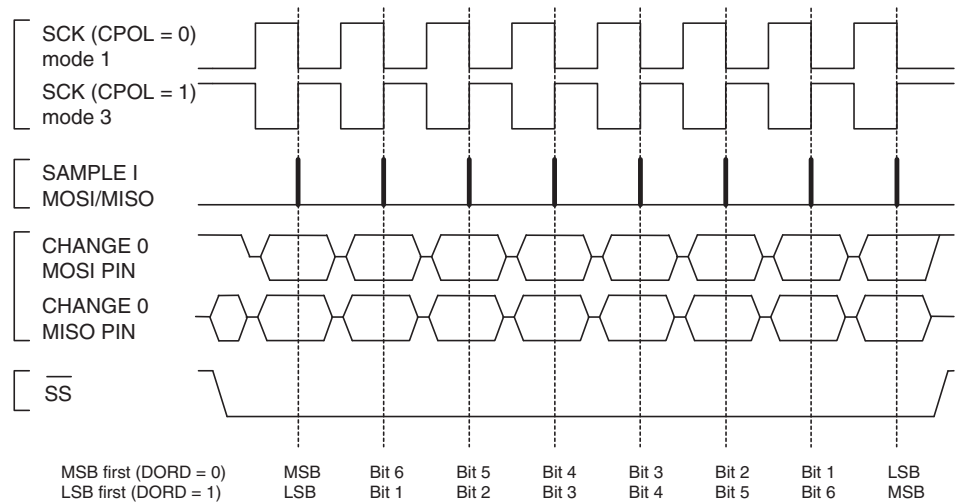 SCK (CPOL = 0)
mode 1
SCK (CPOL = 1)
mode 3
SAMPLE I
MOSI/MISO
CHANGE 0
MOSI PIN
CHANGE 0
MISO PIN
SS
MSB first (DORD = 0) MSB Bit 6 Bit 5 Bit 4 Bit 3 Bit 2 Bit 1 LSB
LSB first (DORD = 1) LSB Bit 1 Bit 2 Bit 3 Bit 4 Bit 5 Bit 6 MSB